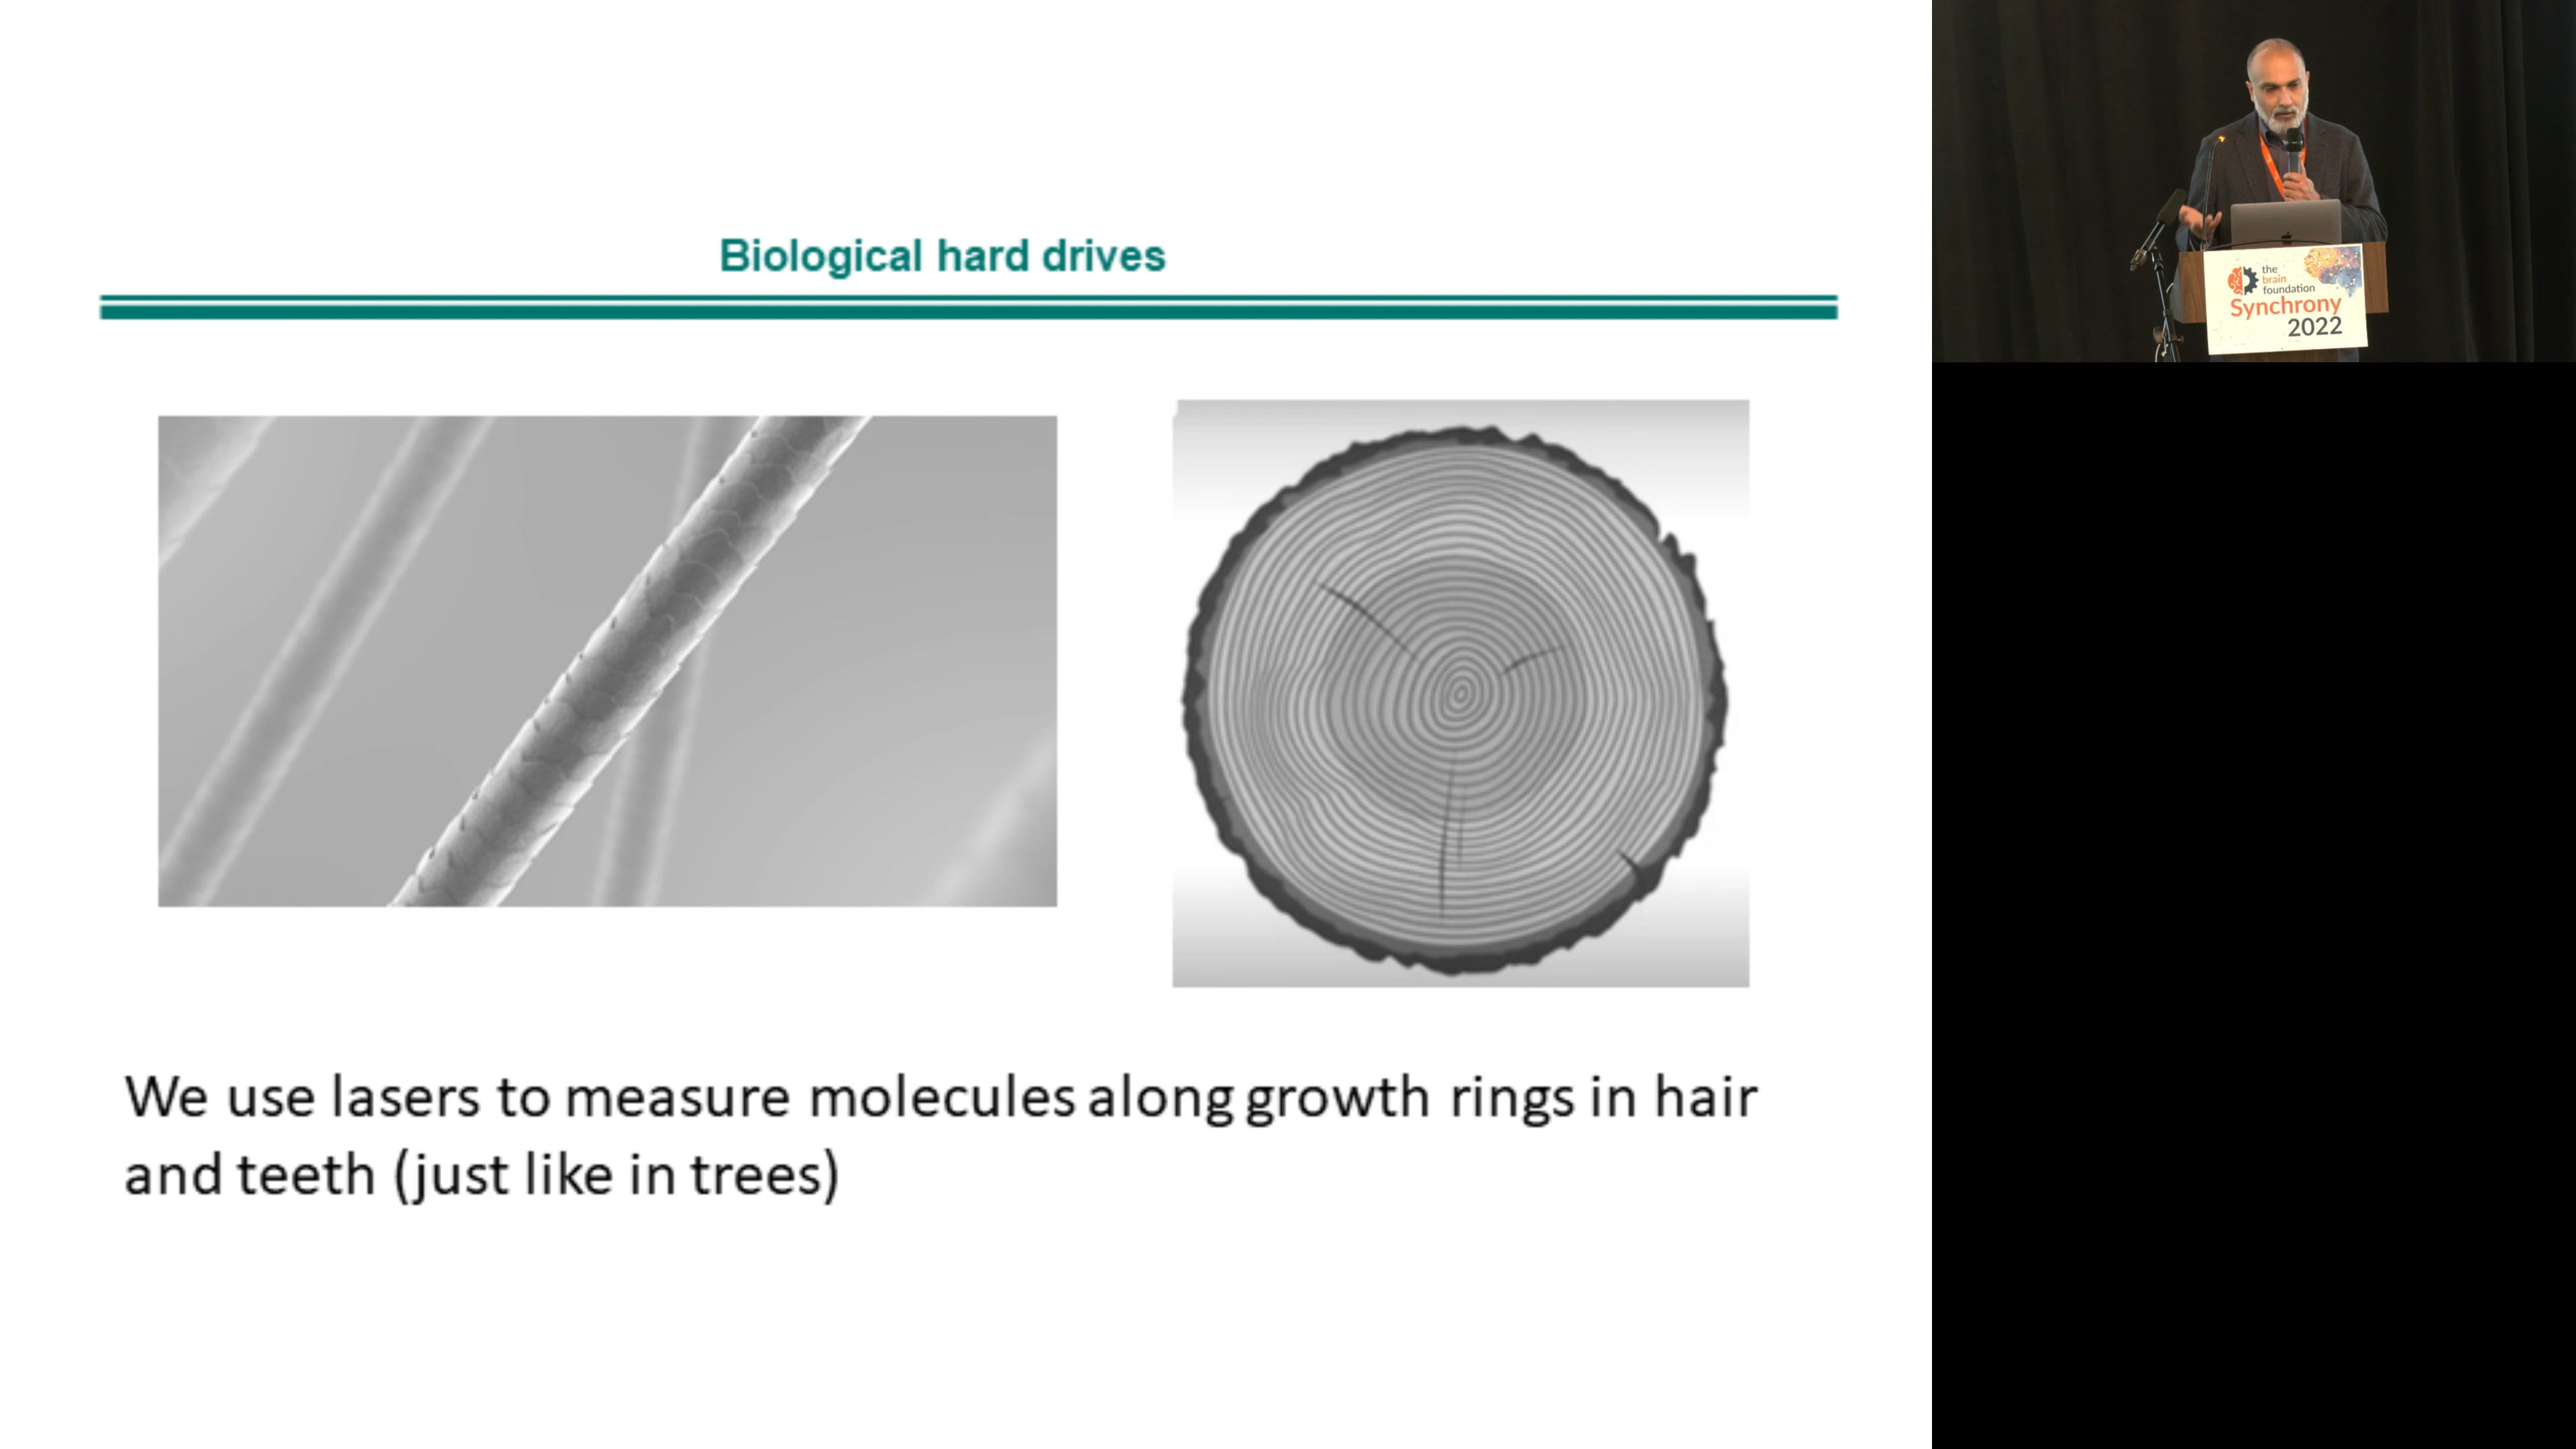 Biological hard drives
We use lasers to measure molecules along growth rings in hair
and teeth (just like in trees)
the
brain
foundation
Synchrony
2022